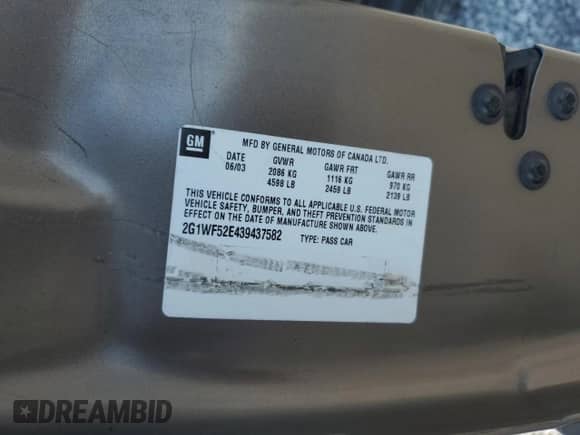 GM
MFD BY GENERAL MOTORS OF CANADA LTD.
DATE GVWR GAWR FRT GAWR RR
06/03 2086 KG 1116 KG 970 KG
4598 LB 2459 LB 2139 LB
THIS VEHICLE CONFORMS TO ALL APPLICABLE U.S. FEDERAL MOTOR
VEHICLE SAFETY, BUMPER, AND THEFT PREVENTION STANDARDS IN
EFFECT ON THE DATE OF MANUFACTURE SHOWN ABOVE.
2G1WF52E439437582 TYPE: PASS CAR
DREAMBID